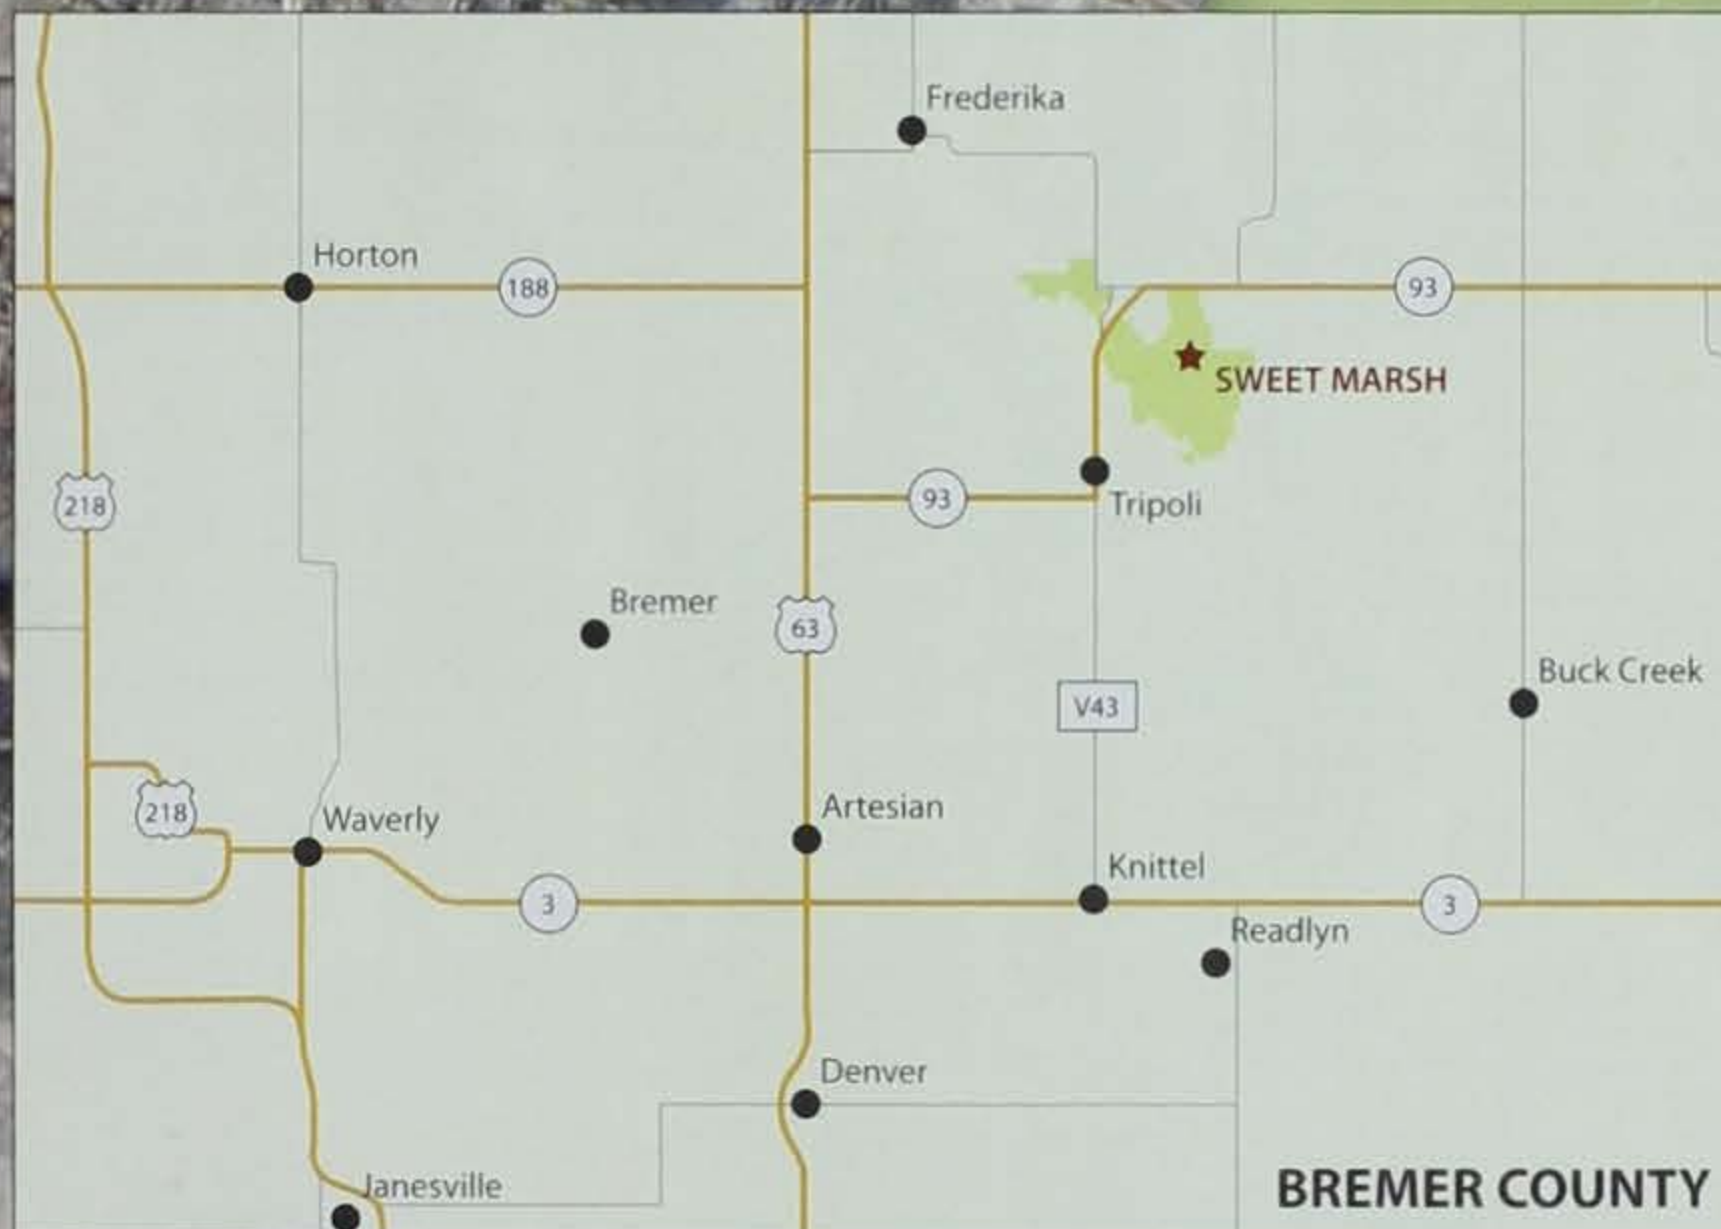 Frederika
Horton
188
93
SWEET MARSH
218
93
Tripoli
Bremer
63
Buck Creek
V43
218
Waverly
Artesian
Knittel
3
3
Readlyn
Denver
Janesville
BREMER COUNTY